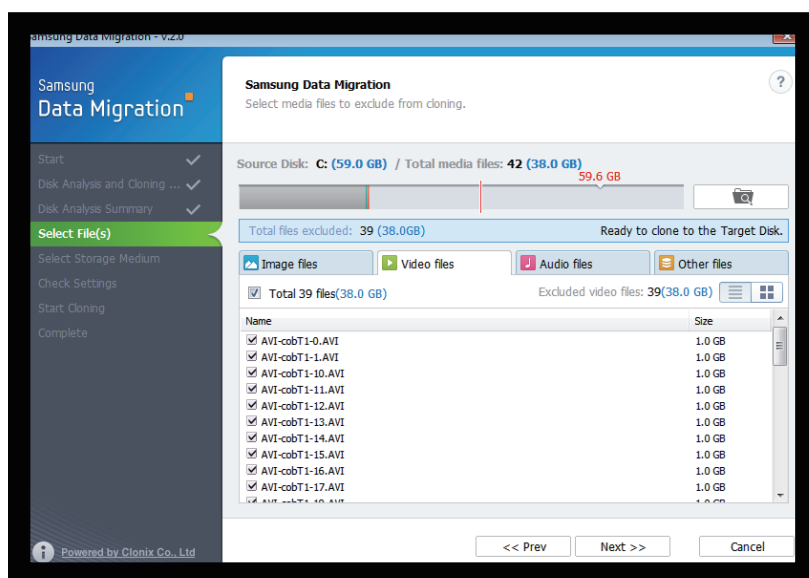 Samsung Data Migration - v.2.0
Samsung
Data Migration
Samsung Data Migration
Select media files to exclude from cloning.
?
Start
Disk Analysis and Cloning ...
Disk Analysis Summary
Select File(s)
Select Storage Medium
Check Settings
Start Cloning
Complete
Source Disk: C: (59.0 GB) / Total media files: 42 (38.0 GB)
59.6 GB
Total files excluded: 39 (38.0GB) Ready to clone to the Target Disk.
Image files Video files Audio files Other files
Total 39 files(38.0 GB) Excluded video files: 39(38.0 GB)
Name Size
AVI-cobT1-0.AVI 1.0 GB
AVI-cobT1-1.AVI 1.0 GB
AVI-cobT1-10.AVI 1.0 GB
AVI-cobT1-11.AVI 1.0 GB
AVI-cobT1-12.AVI 1.0 GB
AVI-cobT1-13.AVI 1.0 GB
AVI-cobT1-14.AVI 1.0 GB
AVI-cobT1-15.AVI 1.0 GB
AVI-cobT1-16.AVI 1.0 GB
AVI-cobT1-17.AVI 1.0 GB
Powered by Clonix Co., Ltd
<< Prev Next >> Cancel